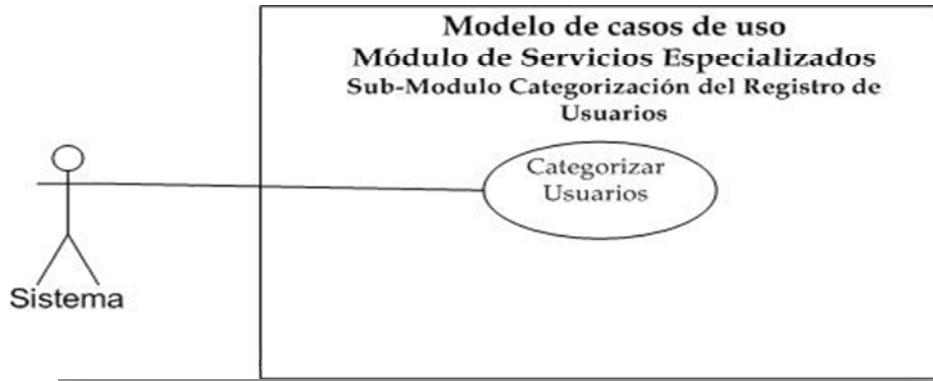 Modelo de casos de uso
Módulo de Servicios Especializados
Sub-Modulo Categorización del Registro de
Usuarios
Categorizar
Usuarios
Sistema